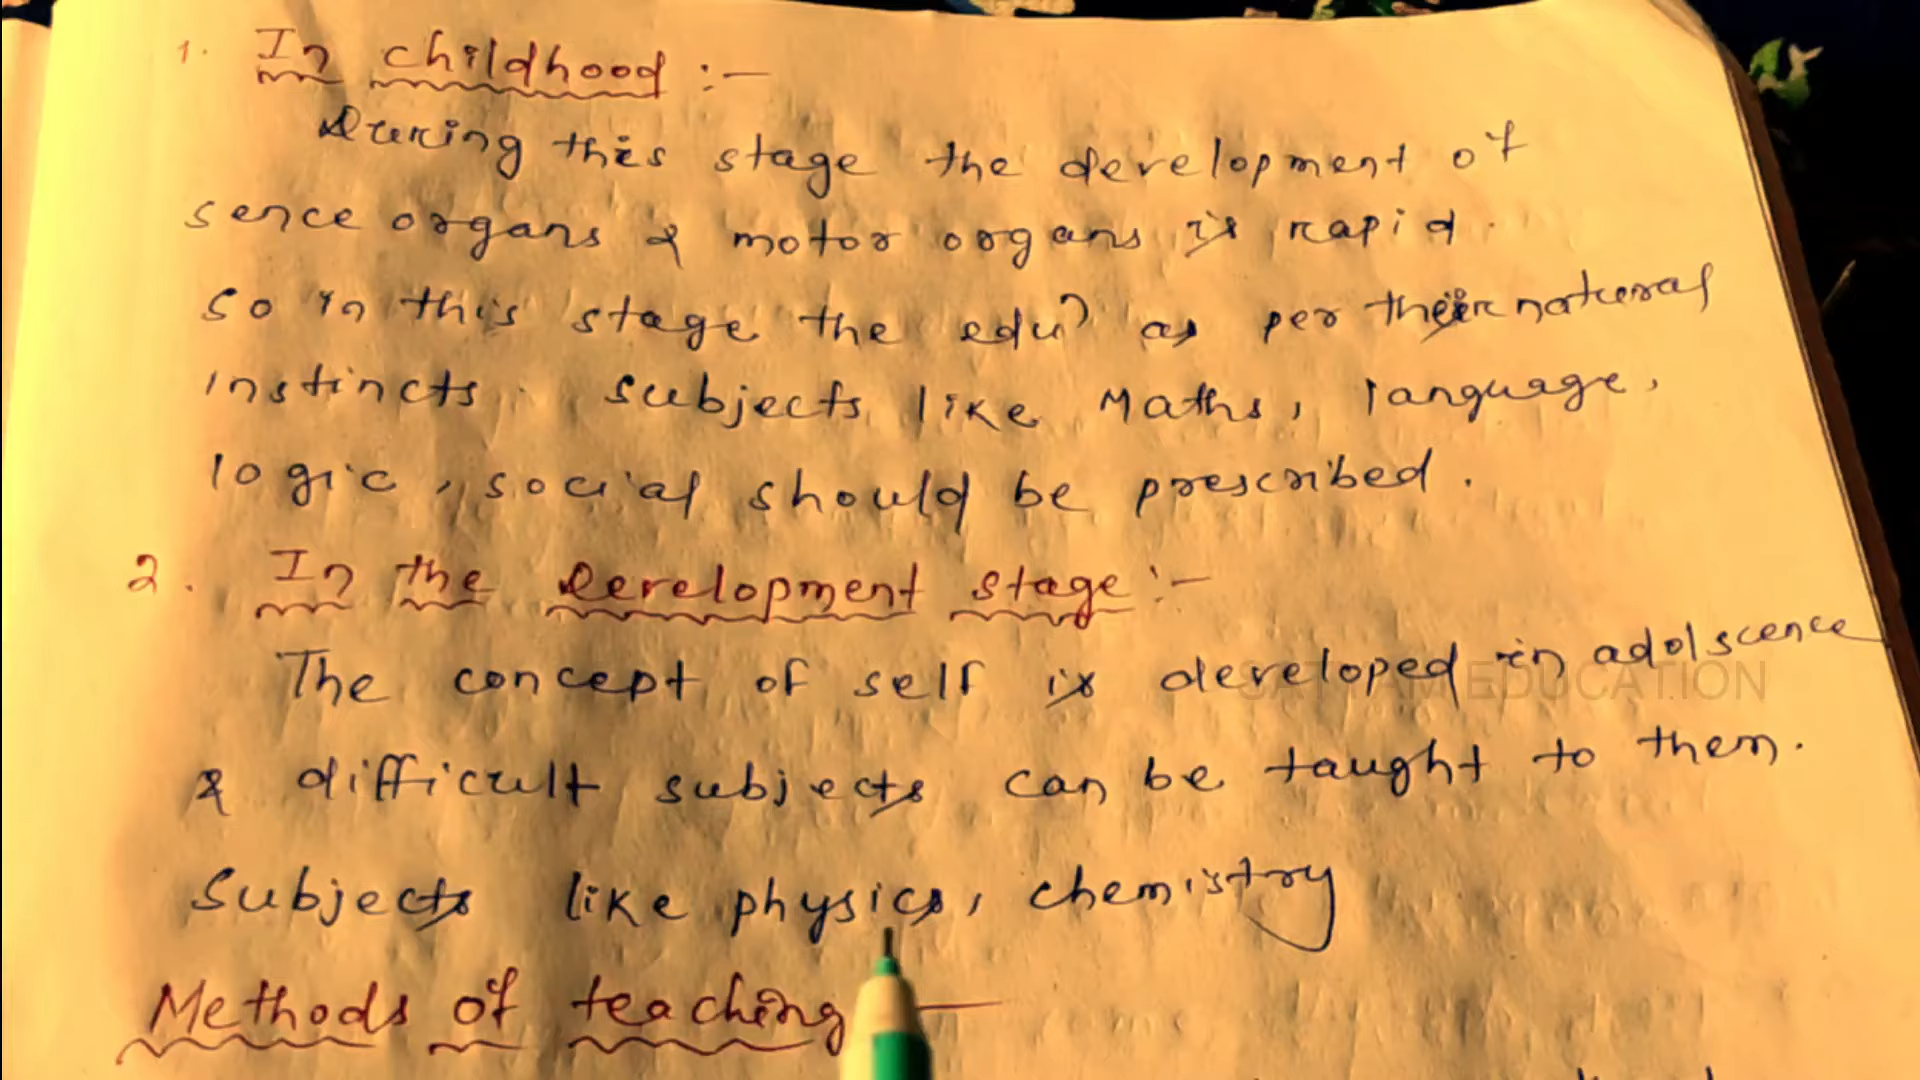 1. In childhood :-
During this stage the development of
sence organs & motor organs is rapid.
so in this stage the edun as per their natural
instincts. Subjects like Maths, language,
logic, social should be prescribed.
2. In the Development stage :-
The concept of self is developed in adolscence
SATYAM EDUCATION
& difficult subjects can be taught to them.
Subjects like physics, chemistry
Methods of teaching -